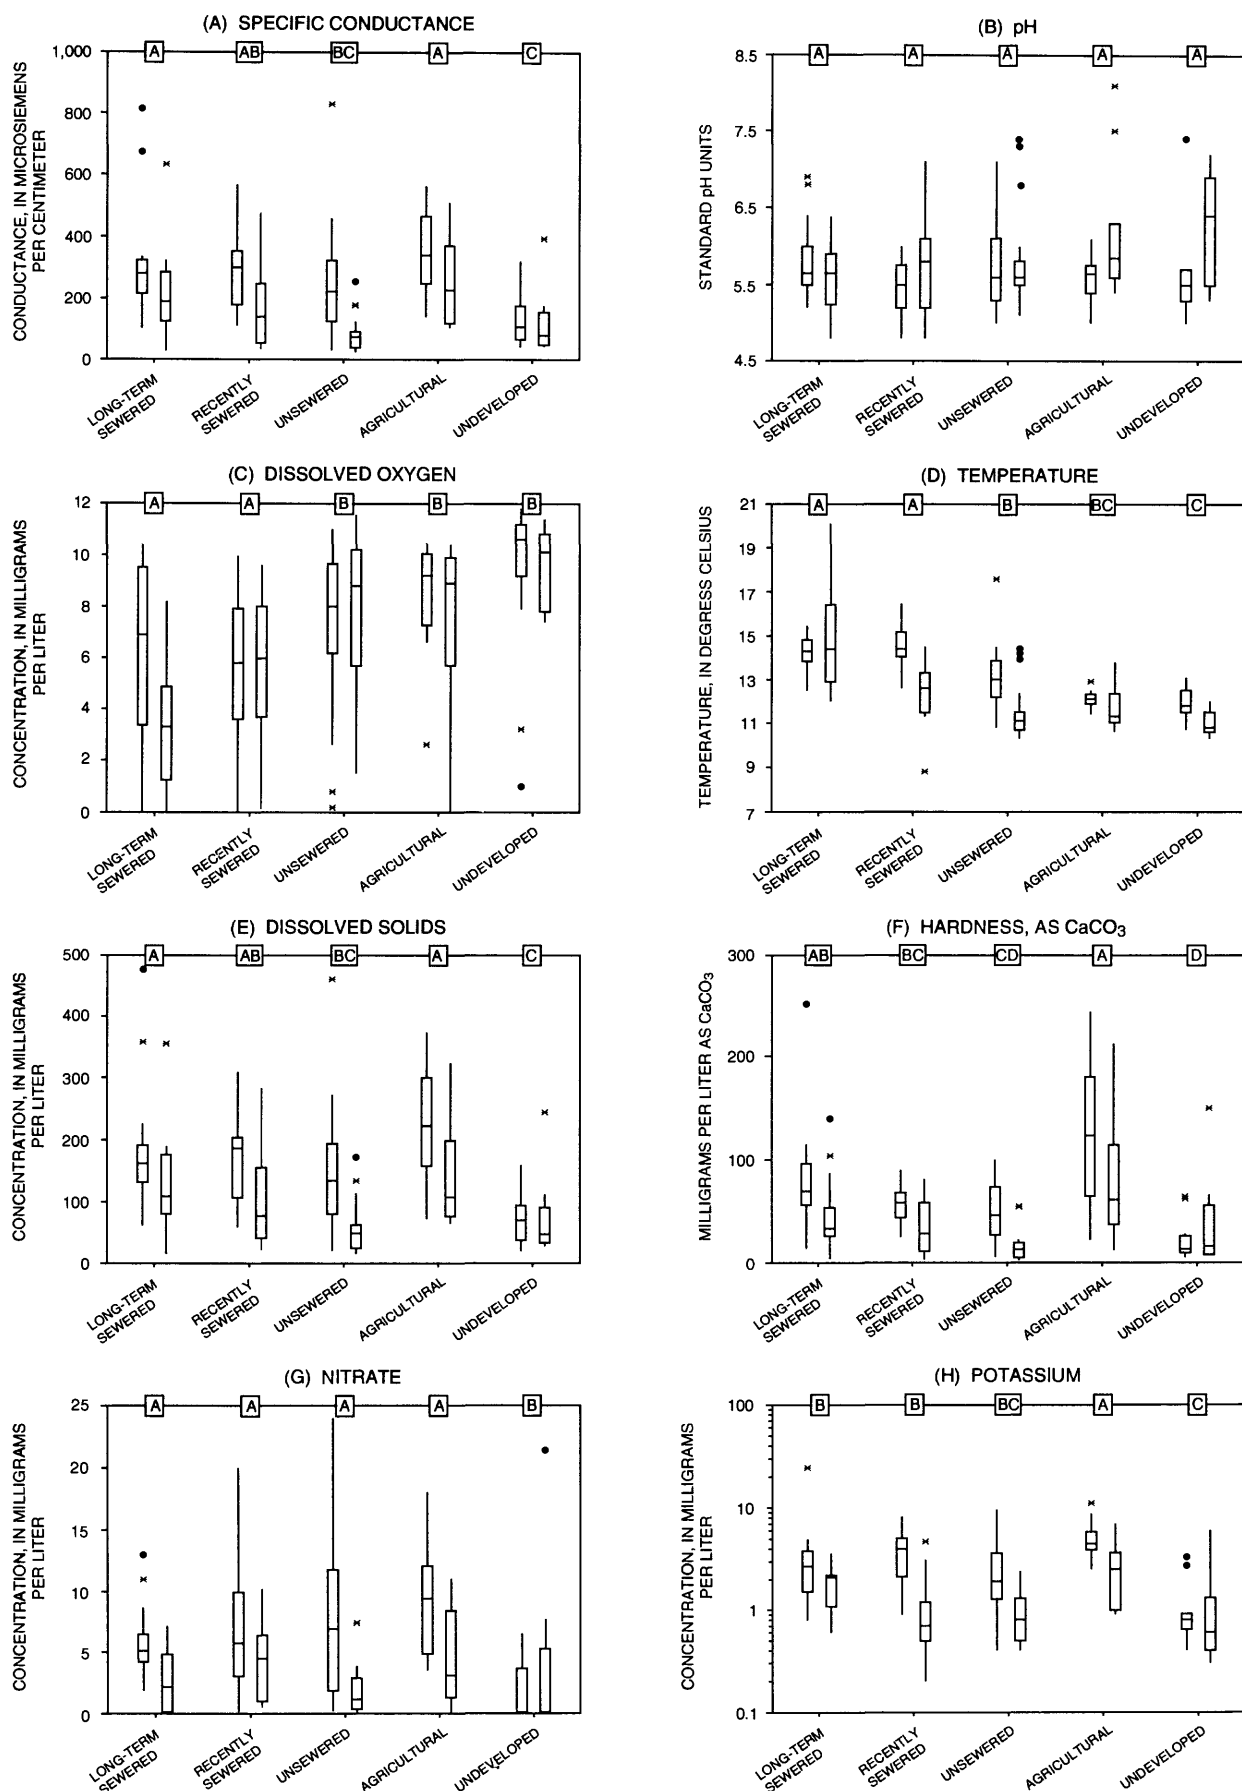 (A) SPECIFIC CONDUCTANCE
CONDUCTANCE, IN MICROSIEMENS
PER CENTIMETER
1,000
800
600
400
200
0
A
AB
BC
A
C
LONG-TERM
SEWERED
RECENTLY
SEWERED
UNSEWERED
AGRICULTURAL
UNDEVELOPED
(B) pH
STANDARD pH UNITS
8.5
7.5
6.5
5.5
4.5
A
A
A
A
A
LONG-TERM
SEWERED
RECENTLY
SEWERED
UNSEWERED
AGRICULTURAL
UNDEVELOPED
(C) DISSOLVED OXYGEN
CONCENTRATION, IN MILLIGRAMS
PER LITER
12
10
8
6
4
2
0
A
A
B
B
B
LONG-TERM
SEWERED
RECENTLY
SEWERED
UNSEWERED
AGRICULTURAL
UNDEVELOPED
(D) TEMPERATURE
TEMPERATURE, IN DEGRESS CELSIUS
21
19
17
15
13
11
9
7
A
A
B
BC
C
LONG-TERM
SEWERED
RECENTLY
SEWERED
UNSEWERED
AGRICULTURAL
UNDEVELOPED
(E) DISSOLVED SOLIDS
CONCENTRATION, IN MILLIGRAMS
PER LITER
500
400
300
200
100
0
A
AB
BC
A
C
LONG-TERM
SEWERED
RECENTLY
SEWERED
UNSEWERED
AGRICULTURAL
UNDEVELOPED
(F) HARDNESS, AS CaCO3
MILLIGRAMS PER LITER AS CaCO3
300
200
100
0
AB
BC
CD
A
D
LONG-TERM
SEWERED
RECENTLY
SEWERED
UNSEWERED
AGRICULTURAL
UNDEVELOPED
(G) NITRATE
CONCENTRATION, IN MILLIGRAMS
PER LITER
25
20
15
10
5
0
A
A
A
A
B
LONG-TERM
SEWERED
RECENTLY
SEWERED
UNSEWERED
AGRICULTURAL
UNDEVELOPED
(H) POTASSIUM
CONCENTRATION, IN MILLIGRAMS
PER LITER
100
10
1
0.1
B
B
BC
A
C
LONG-TERM
SEWERED
RECENTLY
SEWERED
UNSEWERED
AGRICULTURAL
UNDEVELOPED